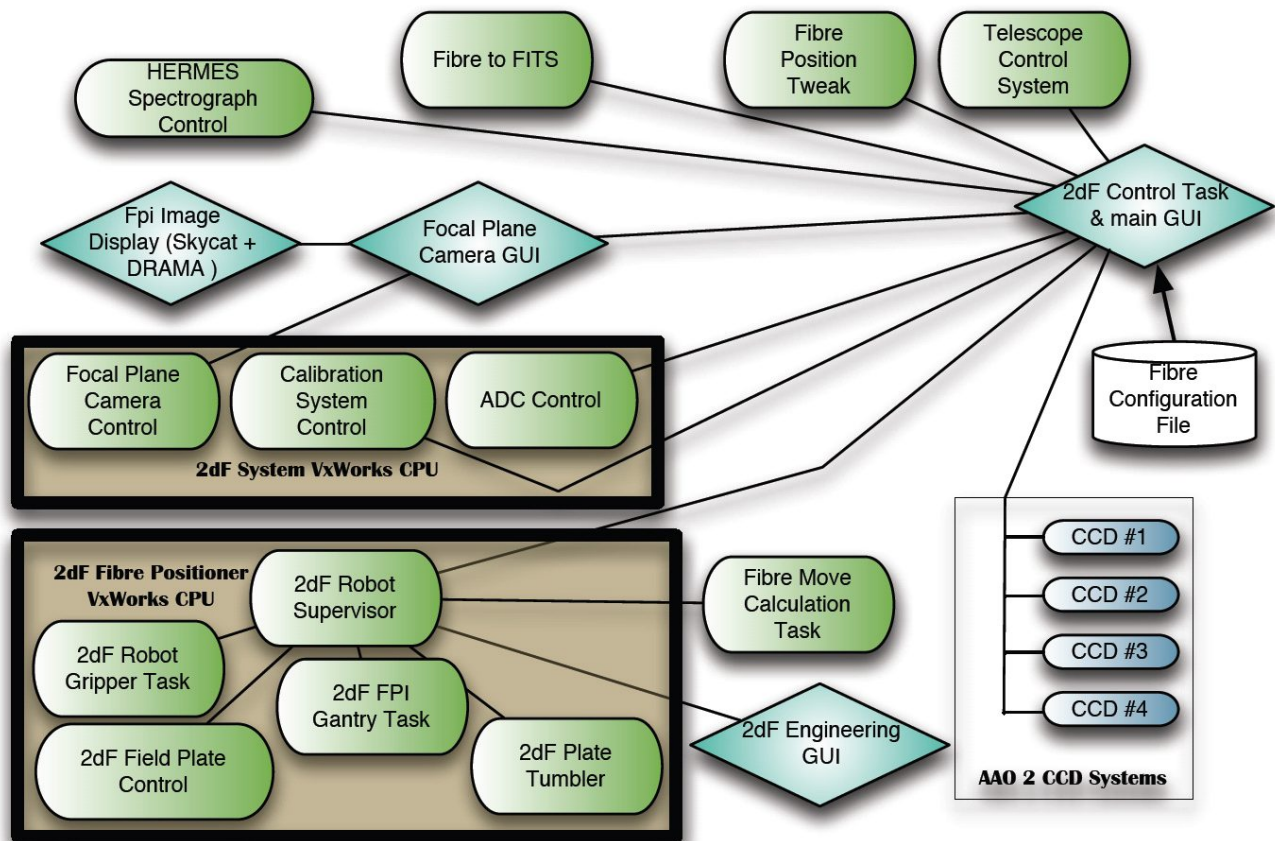 HERMES
Spectrograph
Control
Fibre to FITS
Fibre
Position
Tweak
Telescope
Control
System
Fpi Image
Display (Skycat +
DRAMA )
Focal Plane
Camera GUI
2dF Control Task
& main GUI
Focal Plane
Camera
Control
Calibration
System
Control
ADC Control
2dF System VxWorks CPU
Fibre
Configuration
File
2dF Fibre Positioner
VxWorks CPU
2dF Robot
Supervisor
Fibre Move
Calculation
Task
2dF Robot
Gripper Task
2dF FPI
Gantry Task
2dF Field Plate
Control
2dF Plate
Tumbler
2dF Engineering
GUI
CCD #1
CCD #2
CCD #3
CCD #4
AAO 2 CCD Systems